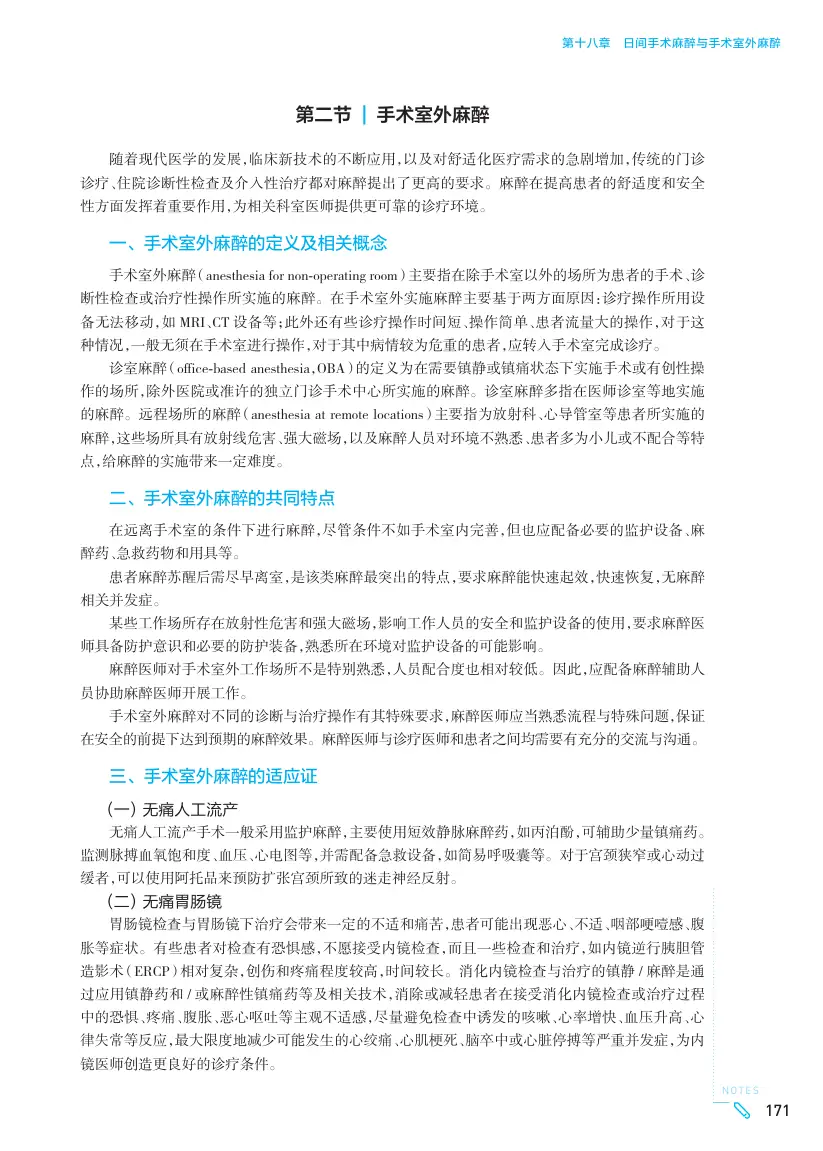 第十八章 日间手术麻醉与手术室外麻醉
第二节 | 手术室外麻醉
随着现代医学的发展,临床新技术的不断应用,以及对舒适化医疗需求的急剧增加,传统的门诊
诊疗、住院诊断性检查及介入性治疗都对麻醉提出了更高的要求。麻醉在提高患者的舒适度和安全
性方面发挥着重要作用,为相关科室医师提供更可靠的诊疗环境。
一、手术室外麻醉的定义及相关概念
手术室外麻醉(anesthesia for non-operating room)主要指在除手术室以外的场所为患者的手术、诊
断性检查或治疗性操作所实施的麻醉。在手术室外实施麻醉主要基于两方面原因:诊疗操作所用设
备无法移动,如 MRI、CT 设备等;此外还有些诊疗操作时间短、操作简单、患者流量大的操作,对于这
种情况,一般无须在手术室进行操作,对于其中病情较为危重的患者,应转入手术室完成诊疗。
诊室麻醉(office-based anesthesia,OBA)的定义为在需要镇静或镇痛状态下实施手术或有创性操
作的场所,除外医院或准许的独立门诊手术中心所实施的麻醉。诊室麻醉多指在医师诊室等地实施
的麻醉。远程场所的麻醉(anesthesia at remote locations)主要指为放射科、心导管室等患者所实施的
麻醉,这些场所具有放射线危害、强大磁场,以及麻醉人员对环境不熟悉、患者多为小儿或不配合等特
点,给麻醉的实施带来一定难度。
二、手术室外麻醉的共同特点
在远离手术室的条件下进行麻醉,尽管条件不如手术室内完善,但也应配备必要的监护设备、麻
醉药、急救药物和用具等。
患者麻醉苏醒后需尽早离室,是该类麻醉最突出的特点,要求麻醉能快速起效,快速恢复,无麻醉
相关并发症。
某些工作场所存在放射性危害和强大磁场,影响工作人员的安全和监护设备的使用,要求麻醉医
师具备防护意识和必要的防护装备,熟悉所在环境对监护设备的可能影响。
麻醉医师对手术室外工作场所不是特别熟悉,人员配合度也相对较低。因此,应配备麻醉辅助人
员协助麻醉医师开展工作。
手术室外麻醉对不同的诊断与治疗操作有其特殊要求,麻醉医师应当熟悉流程与特殊问题,保证
在安全的前提下达到预期的麻醉效果。麻醉医师与诊疗医师和患者之间均需要有充分的交流与沟通。
三、手术室外麻醉的适应证
(一)无痛人工流产
无痛人工流产手术一般采用监护麻醉,主要使用短效静脉麻醉药,如丙泊酚,可辅助少量镇痛药。
监测脉搏血氧饱和度、血压、心电图等,并需配备急救设备,如简易呼吸囊等。对于宫颈狭窄或心动过
缓者,可以使用阿托品来预防扩张宫颈所致的迷走神经反射。
(二)无痛胃肠镜
胃肠镜检查与胃肠镜下治疗会带来一定的不适和痛苦,患者可能出现恶心、不适、咽部哽噎感、腹
胀等症状。有些患者对检查有恐惧感,不愿接受内镜检查,而且一些检查和治疗,如内镜逆行胰胆管
造影术(ERCP)相对复杂,创伤和疼痛程度较高,时间较长。消化内镜检查与治疗的镇静 / 麻醉是通
过应用镇静药和 / 或麻醉性镇痛药等及相关技术,消除或减轻患者在接受消化内镜检查或治疗过程
中的恐惧、疼痛、腹胀、恶心呕吐等主观不适感,尽量避免检查中诱发的咳嗽、心率增快、血压升高、心
律失常等反应,最大限度地减少可能发生的心绞痛、心肌梗死、脑卒中或心脏停搏等严重并发症,为内
镜医师创造更良好的诊疗条件。
NOTES
171